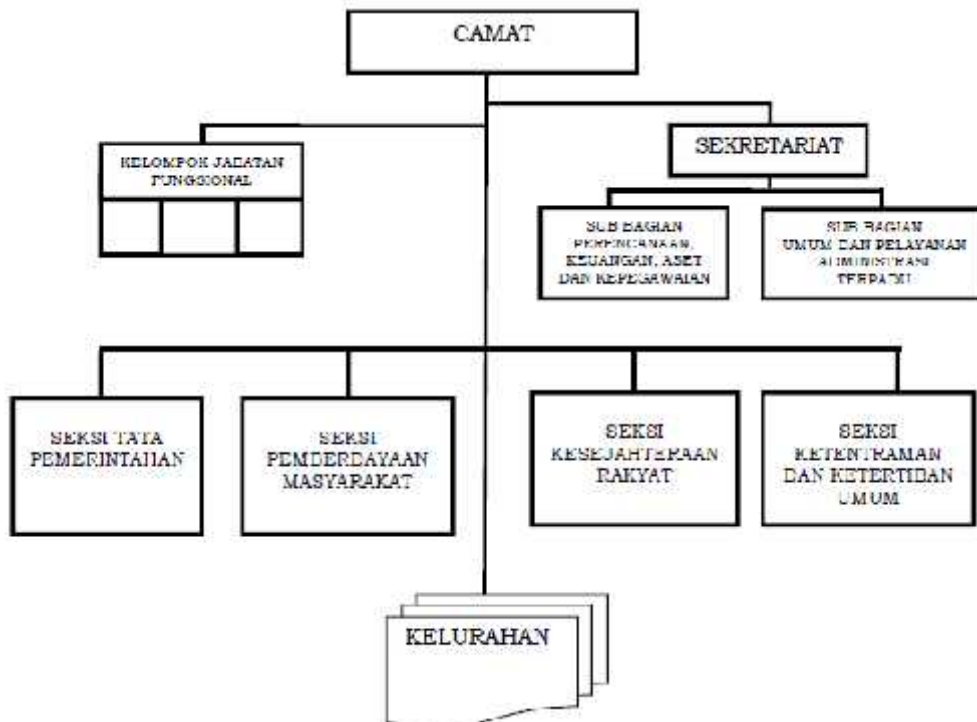 CAMAT
KELOMPOK JABATAN
FUNGSIONAL
SEKRETARIAT
SUB BAGIAN
PERENCANAAN,
KEUANGAN, ASET
DAN KEPEGAWAIAN
SUB BAGIAN
UMUM DAN PELAYANAN
ADMINISTRASI
TERPADU
SEKSI TATA
PEMERINTAHAN
SEKSI
PEMBERDAYAAN
MASYARAKAT
SEKSI
KESEJAHTERAAN
RAKYAT
SEKSI
KETENTRAMAN
DAN KETERTIBAN
UMUM
KELURAHAN